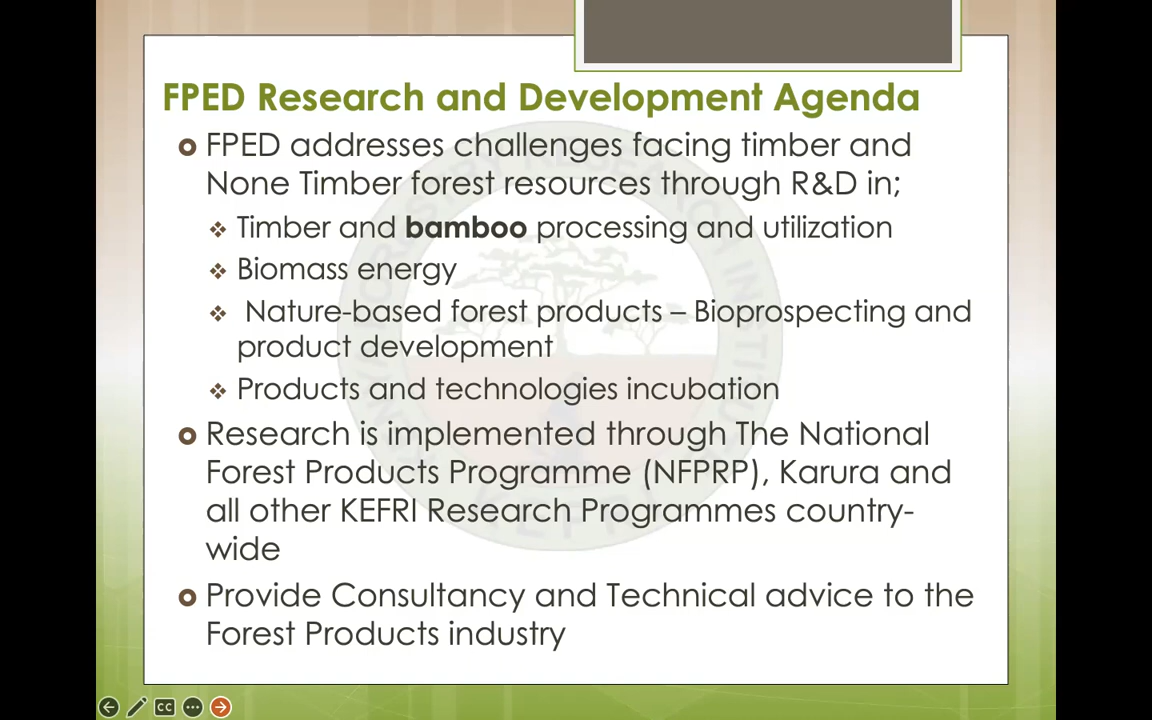 FPED Research and Development Agenda
FPED addresses challenges facing timber and
None Timber forest resources through R&D in;
Timber and bamboo processing and utilization
Biomass energy
Nature-based forest products – Bioprospecting and
product development
Products and technologies incubation
Research is implemented through The National
Forest Products Programme (NFPRP), Karura and
all other KEFRI Research Programmes country-
wide
Provide Consultancy and Technical advice to the
Forest Products industry
KEFRI
CC